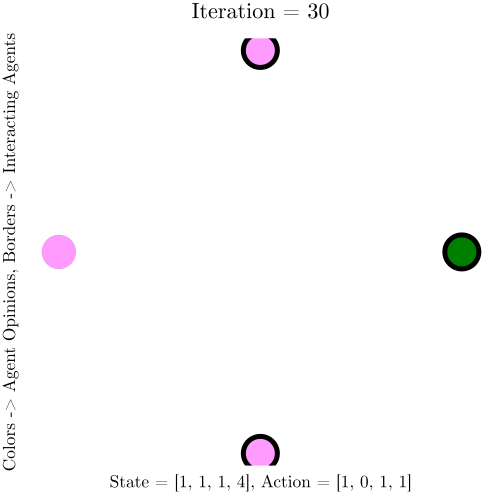 Iteration = 30
Colors -> Agent Opinions, Borders -> Interacting Agents
State = [1, 1, 1, 4], Action = [1, 0, 1, 1]